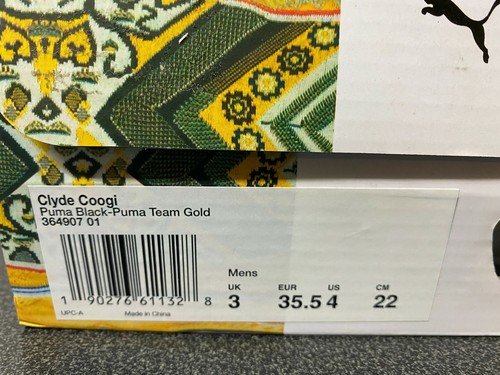 Clyde Coogi
Puma Black-Puma Team Gold
364907 01
Mens
UK EUR US CM
3 35.5 4 22
1 90276 61132 8
UPC-A Made in China